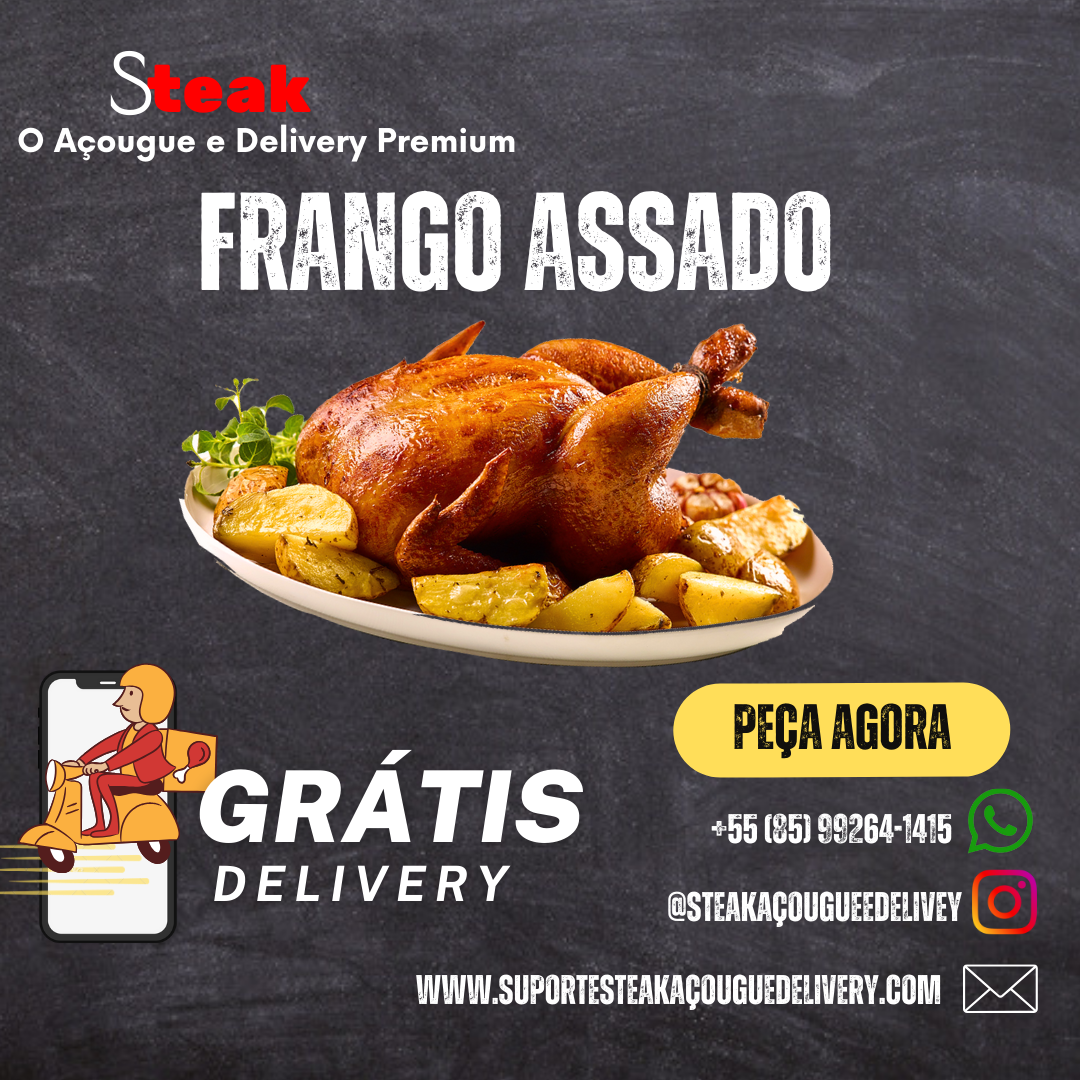 Steak
O Açougue e Delivery Premium
FRANGO ASSADO
PEÇA AGORA
GRÁTIS
DELIVERY
+55 (85) 99264-1415
@STEAKAÇOUGUEEDELIVEY
WWW.SUPORTESTEAKAÇOUGUEDELIVERY.COM